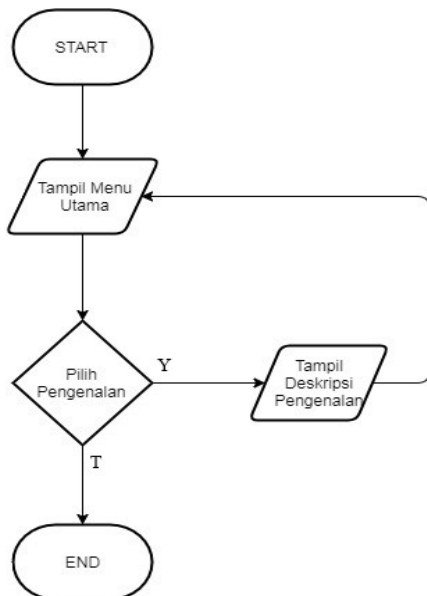 START
Tampil Menu
Utama
Pilih
Pengenalan
Y
Tampil
Deskripsi
Pengenalan
T
END